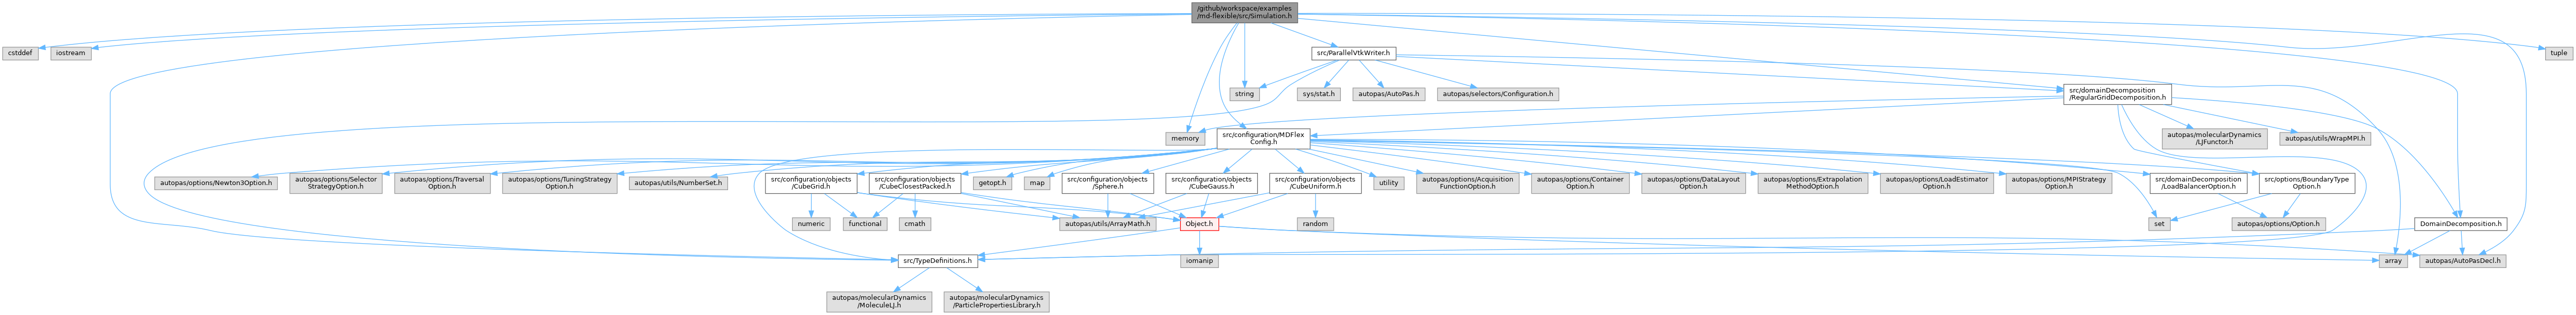 /github/workspace/examples
/md-flexible/src/Simulation.h
cstddef
iostream
src/ParallelVtkWriter.h
tuple
string
sys/stat.h
autopas/AutoPas.h
autopas/selectors/Configuration.h
src/domainDecomposition
/RegularGridDecomposition.h
memory
src/configuration/MDFlex
Config.h
autopas/molecularDynamics
/LJFunctor.h
autopas/utils/WrapMPI.h
autopas/options/Newton3Option.h
autopas/options/Selector
StrategyOption.h
autopas/options/Traversal
Option.h
autopas/options/TuningStrategy
Option.h
autopas/utils/NumberSet.h
src/configuration/objects
/CubeGrid.h
src/configuration/objects
/CubeClosestPacked.h
getopt.h
map
src/configuration/objects
/Sphere.h
src/configuration/objects
/CubeGauss.h
src/configuration/objects
/CubeUniform.h
utility
autopas/options/Acquisition
FunctionOption.h
autopas/options/Container
Option.h
autopas/options/DataLayout
Option.h
autopas/options/Extrapolation
MethodOption.h
autopas/options/LoadEstimator
Option.h
autopas/options/MPIStrategy
Option.h
src/domainDecomposition
/LoadBalancerOption.h
src/options/BoundaryType
Option.h
numeric
functional
cmath
autopas/utils/ArrayMath.h
Object.h
random
set
autopas/options/Option.h
DomainDecomposition.h
src/TypeDefinitions.h
iomanip
array
autopas/AutoPasDecl.h
autopas/molecularDynamics
/MoleculeLJ.h
autopas/molecularDynamics
/ParticlePropertiesLibrary.h